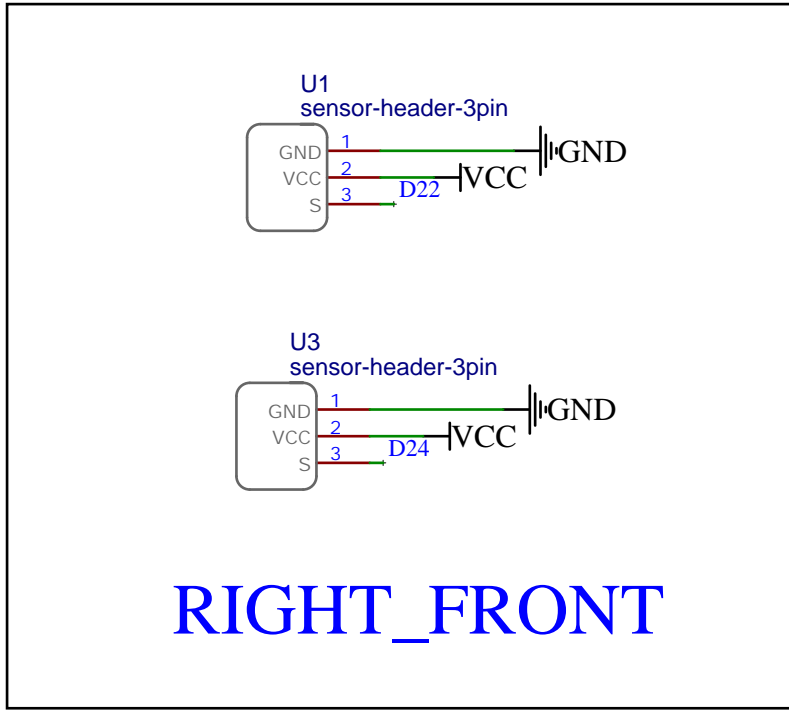 U1
sensor-header-3pin
GND 1 GND
VCC 2 VCC
D22
S 3
U3
sensor-header-3pin
GND 1 GND
VCC 2 VCC
D24
S 3
RIGHT_FRONT